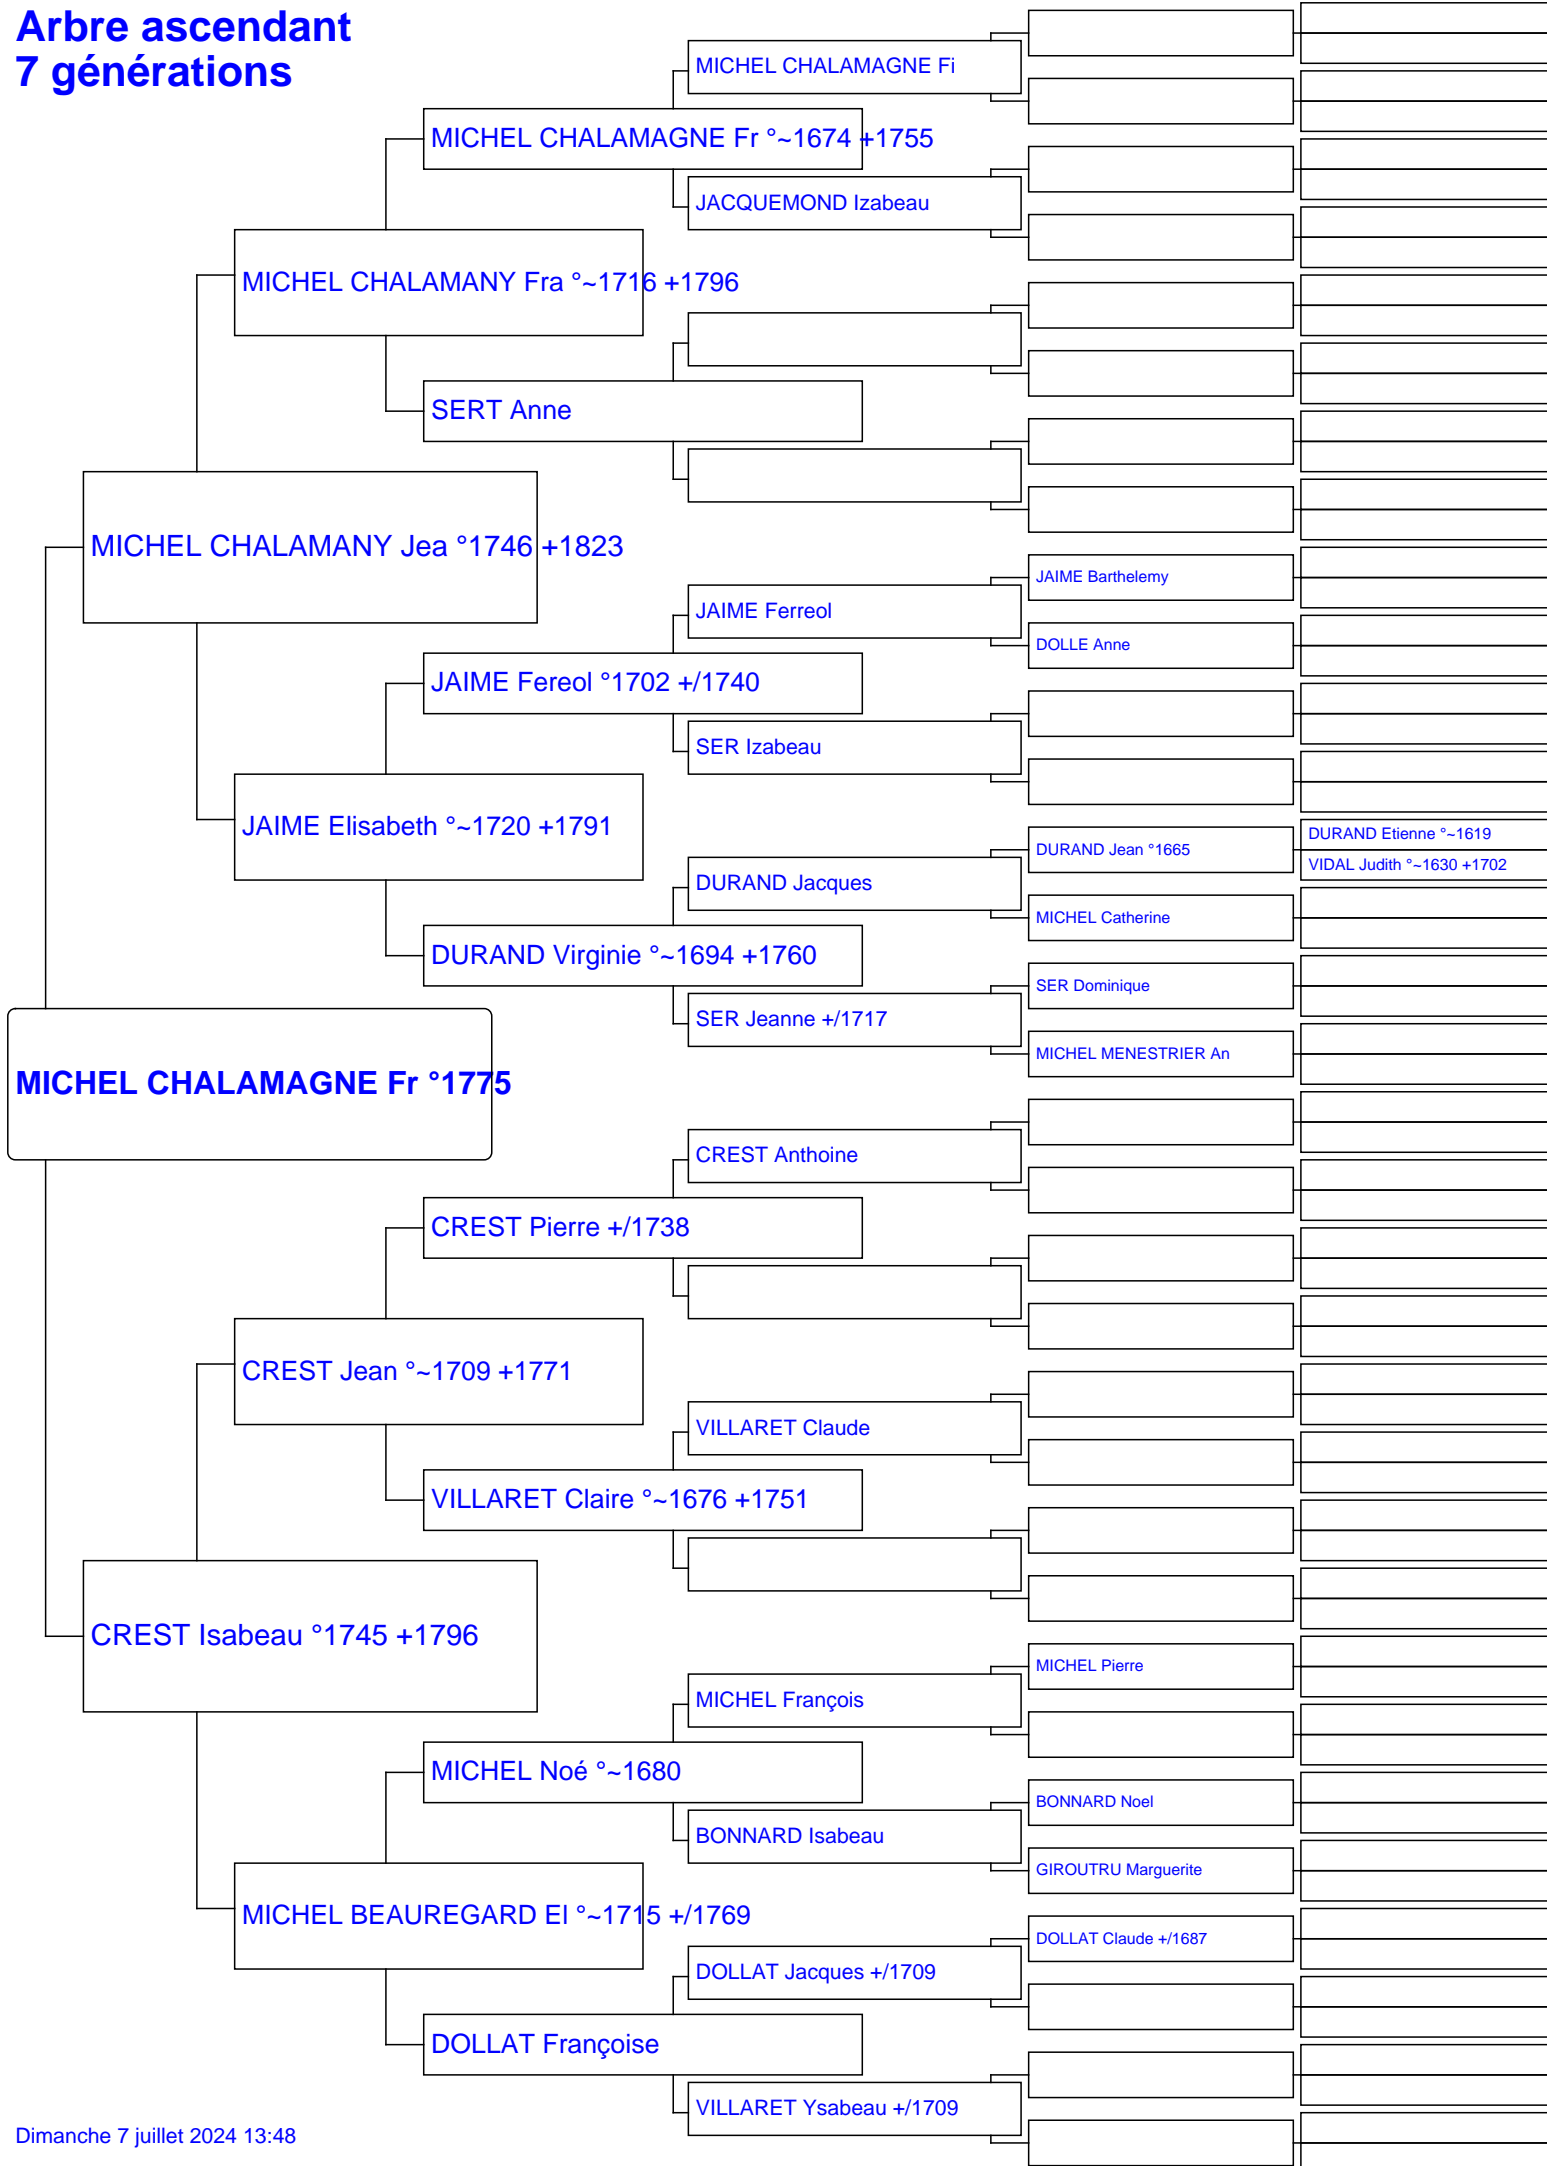 Arbre ascendant
7 générations
MICHEL CHALAMAGNE Fi
MICHEL CHALAMAGNE Fr °~1674 +1755
JACQUEMOND Izabeau
MICHEL CHALAMANY Fra °~1716 +1796
SERT Anne
MICHEL CHALAMANY Jea °1746 +1823
JAIME Barthelemy
JAIME Ferreol
DOLLE Anne
JAIME Fereol °1702 +/1740
SER Izabeau
JAIME Elisabeth °~1720 +1791
DURAND Etienne °~1619
DURAND Jean °1665
VIDAL Judith °~1630 +1702
DURAND Jacques
MICHEL Catherine
DURAND Virginie °~1694 +1760
SER Dominique
SER Jeanne +/1717
MICHEL MENESTRIER An
MICHEL CHALAMAGNE Fr °1775
CREST Anthoine
CREST Pierre +/1738
CREST Jean °~1709 +1771
VILLARET Claude
VILLARET Claire °~1676 +1751
CREST Isabeau °1745 +1796
MICHEL Pierre
MICHEL François
MICHEL Noé °~1680
BONNARD Noel
BONNARD Isabeau
GIROUTRU Marguerite
MICHEL BEAUREGARD El °~1715 +/1769
DOLLAT Claude +/1687
DOLLAT Jacques +/1709
DOLLAT Françoise
VILLARET Ysabeau +/1709
Dimanche 7 juillet 2024 13:48